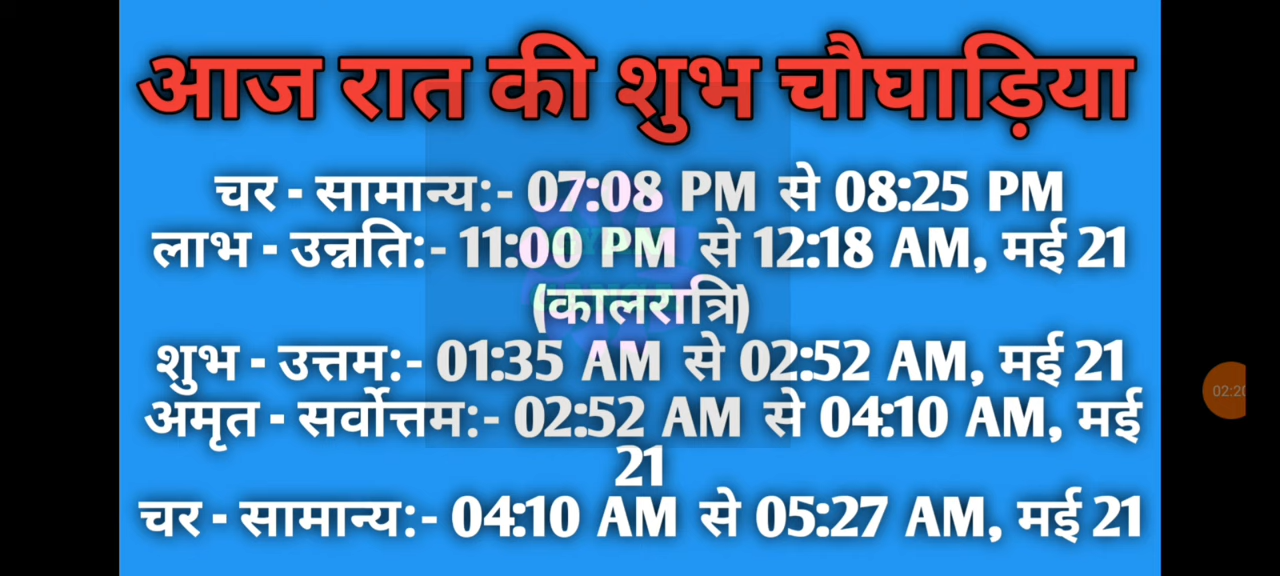 आज रात की शुभ चौघाड़िया
चर - सामान्य:- 07:08 PM से 08:25 PM
लाभ - उन्नति:- 11:00 PM से 12:18 AM, मई 21
(कालरात्रि)
शुभ - उत्तम:- 01:35 AM से 02:52 AM, मई 21
अमृत - सर्वोत्तम:- 02:52 AM से 04:10 AM, मई
21
चर - सामान्य:- 04:10 AM से 05:27 AM, मई 21
02:20